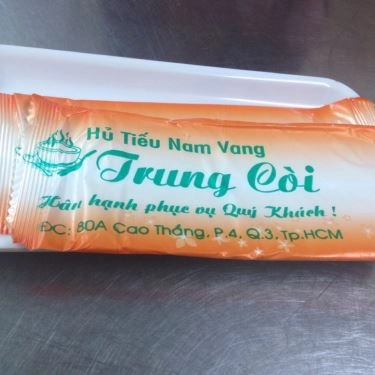 Hủ Tiếu Nam Vang
Trung Còi
Hân hạnh phục vụ Quý Khách !
ĐC: 80A Cao Thắng, P.4, Q.3, Tp.HCM